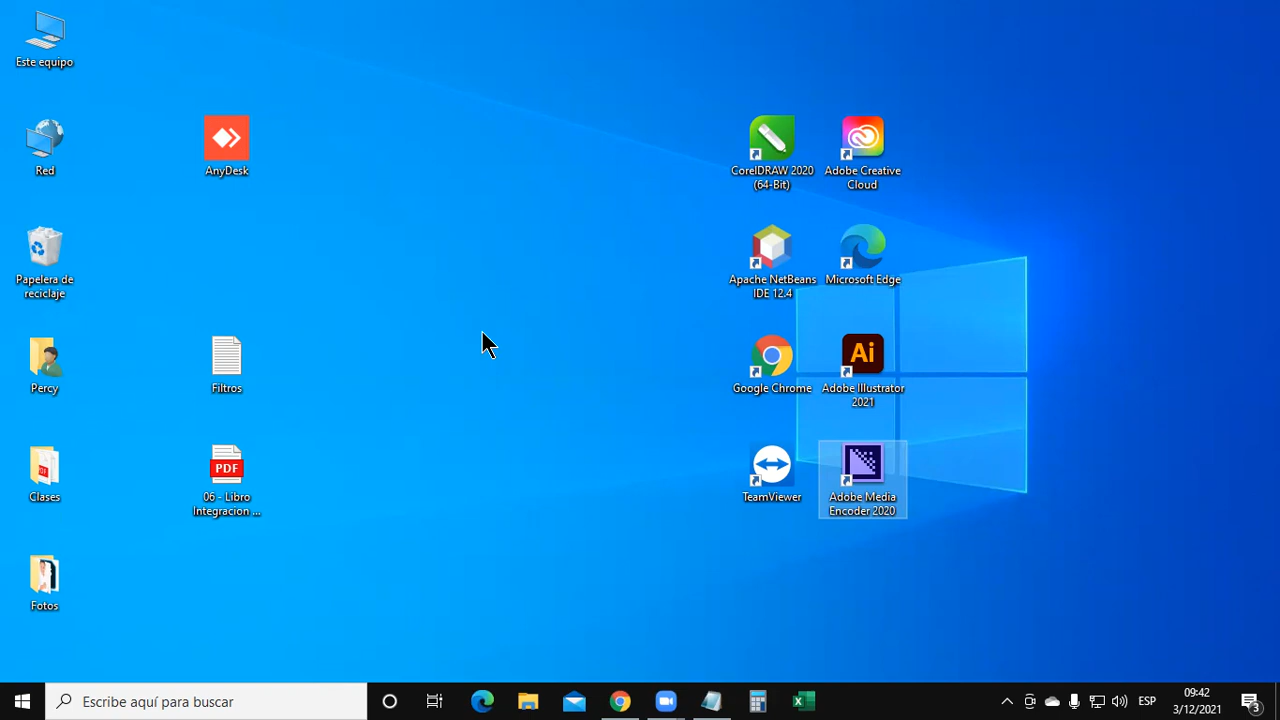 Este equipo
Red
AnyDesk
CorelDRAW 2020
(64-Bit)
Adobe Creative
Cloud
Papelera de
reciclaje
Apache NetBeans
IDE 12.4
Microsoft Edge
Percy
Filtros
Google Chrome
Ai
Adobe Illustrator
2021
Clases
PDF
06 - Libro
Integracion ...
TeamViewer
Adobe Media
Encoder 2020
Fotos
Escribe aquí para buscar
ESP
09:42
3/12/2021
3